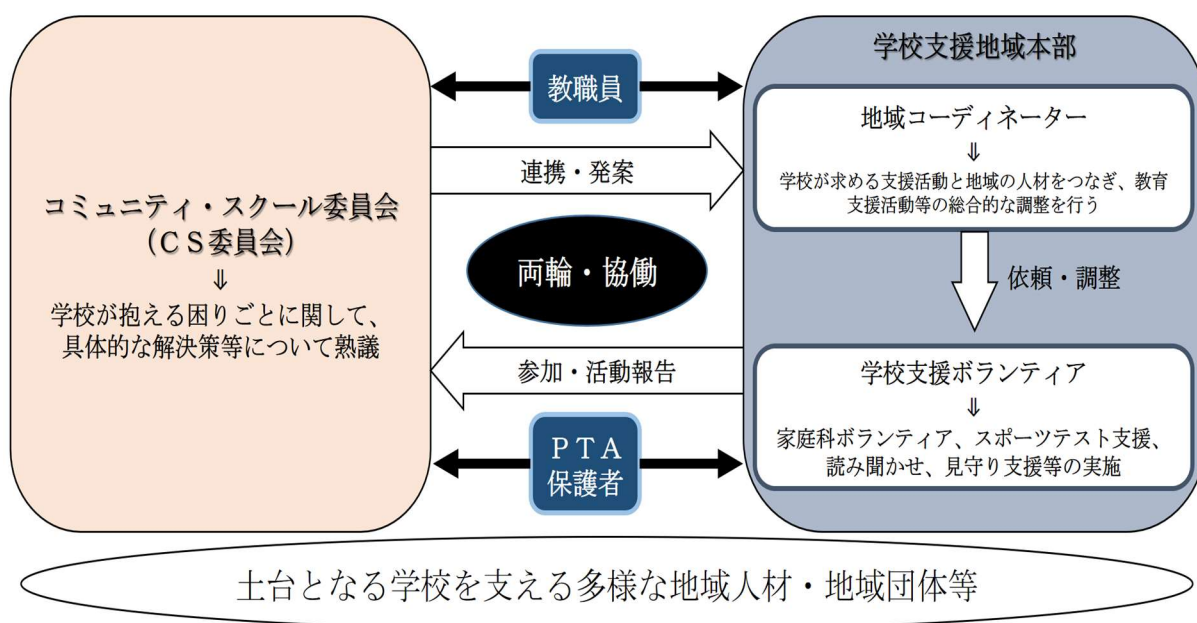 教職員
学校支援地域本部
地域コーディネーター
⇓
学校が求める支援活動と地域の人材をつなぎ、教育
支援活動等の総合的な調整を行う
連携・発案
コミュニティ・スクール委員会
(ＣＳ委員会)
⇓
学校が抱える困りごとに関して、
具体的な解決策等について熟議
両輪・協働
依頼・調整
参加・活動報告
学校支援ボランティア
⇓
家庭科ボランティア、スポーツテスト支援、
読み聞かせ、見守り支援等の実施
ＰＴＡ
保護者
土台となる学校を支える多様な地域人材・地域団体等